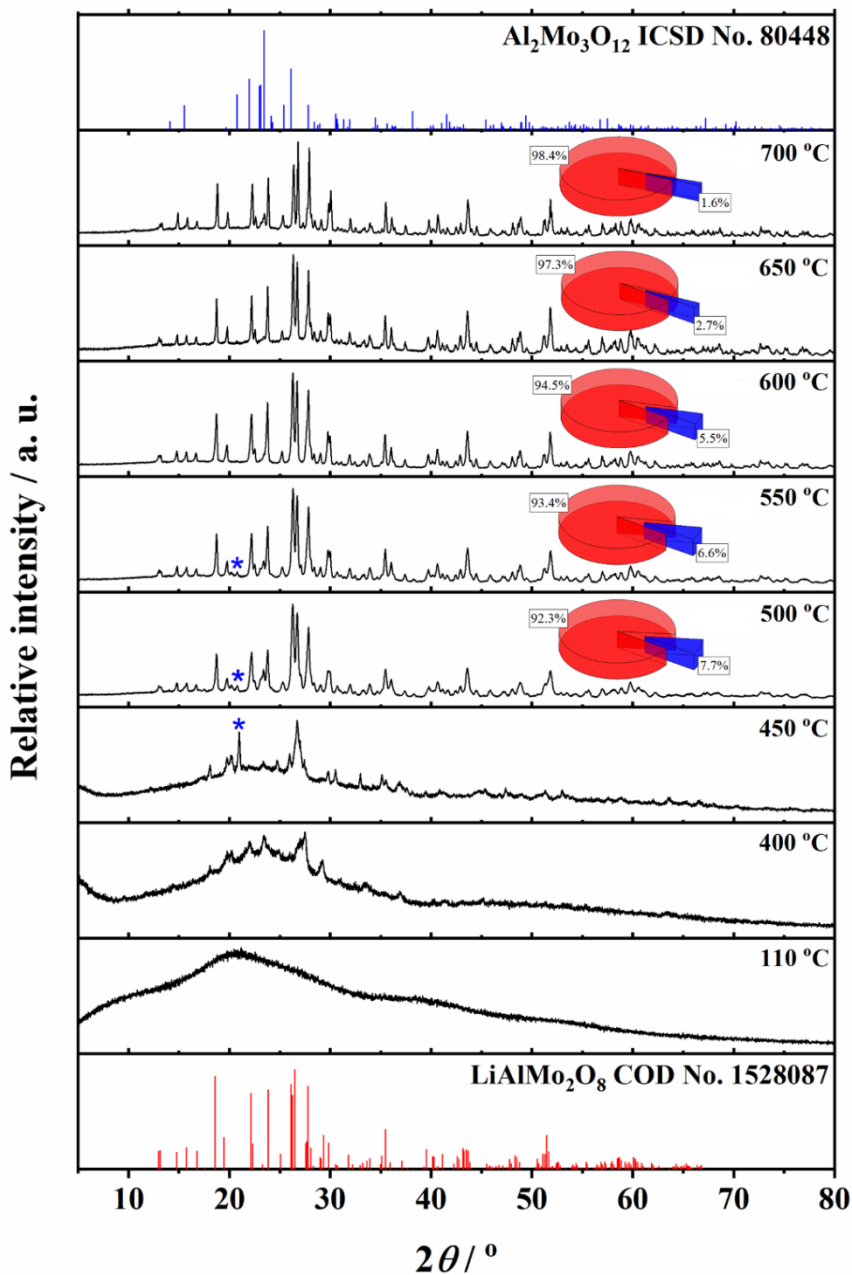 Al₂Mo₃O₁₂ ICSD No. 80448
98.4%
700 ºC
1.6%
97.3%
650 ºC
2.7%
94.5%
600 ºC
5.5%
93.4%
550 ºC
6.6%
*
92.3%
500 ºC
7.7%
*
450 ºC
*
400 ºC
110 ºC
LiAlMo₂O₈ COD No. 1528087
Relative intensity / a. u.
10 20 30 40 50 60 70 80
2θ / º